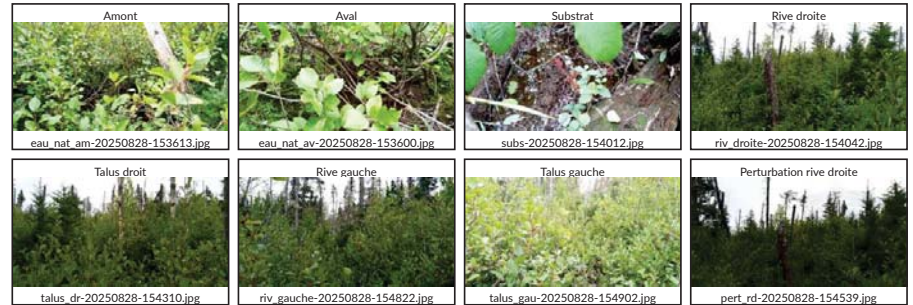 Amont
Aval
Substrat
Rive droite
eau_nat_am-20250828-153613.jpg
eau_nat_av-20250828-153600.jpg
subs-20250828-154012.jpg
riv_droite-20250828-154042.jpg
Talus droit
Rive gauche
Talus gauche
Perturbation rive droite
talus_dr-20250828-154310.jpg
riv_gauche-20250828-154822.jpg
talus_gau-20250828-154902.jpg
pert_rd-20250828-154539.jpg